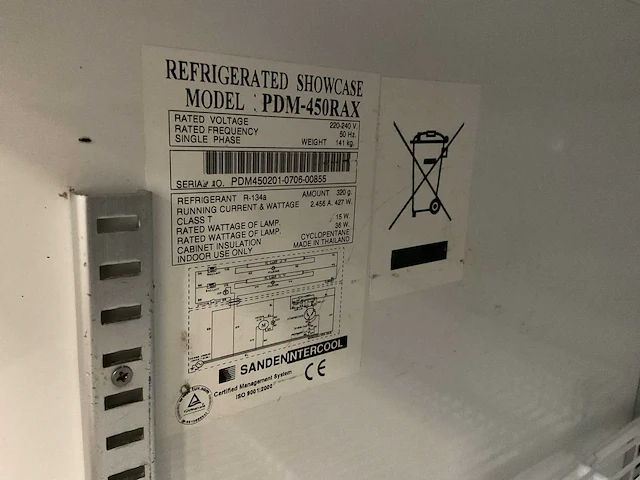 REFRIGERATED SHOWCASE
MODEL : PDM-450RAX
RATED VOLTAGE 220-240 V.
RATED FREQUENCY 50 Hz.
SINGLE PHASE WEIGHT 141 kg.
SERIAL NO. PDM450201-0706-00855
REFRIGERANT R-134a AMOUNT 320 g.
RUNNING CURRENT & WATTAGE 2.456 A. 427 W.
CLASS T
RATED WATTAGE OF LAMP. 15 W.
RATED WATTAGE OF LAMP. 36 W.
CABINET INSULATION CYCLOPENTANE
INDOOR USE ONLY MADE IN THAILAND
SANDENINTERCOOL
Certified Management System
ISO 9001:2000
CE